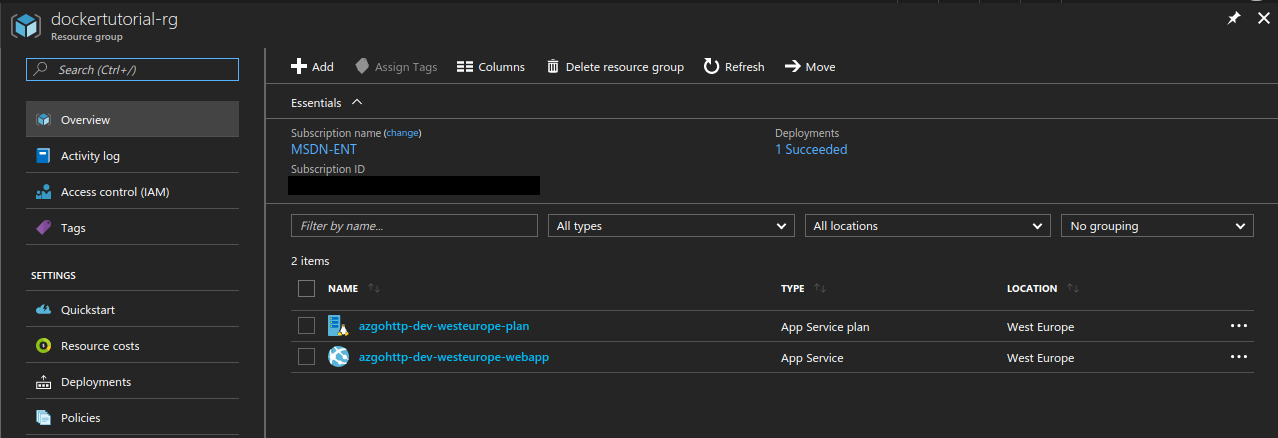 dockertutorial-rg
Resource group
Search (Ctrl+/)
Overview
Activity log
Access control (IAM)
Tags
SETTINGS
Quickstart
Resource costs
Deployments
Policies
Add Assign Tags Columns Delete resource group Refresh Move
Essentials
Subscription name (change) Deployments
MSDN-ENT 1 Succeeded
Subscription ID
Filter by name... All types All locations No grouping
2 items
NAME TYPE LOCATION
azgohttp-dev-westeurope-plan App Service plan West Europe
azgohttp-dev-westeurope-webapp App Service West Europe